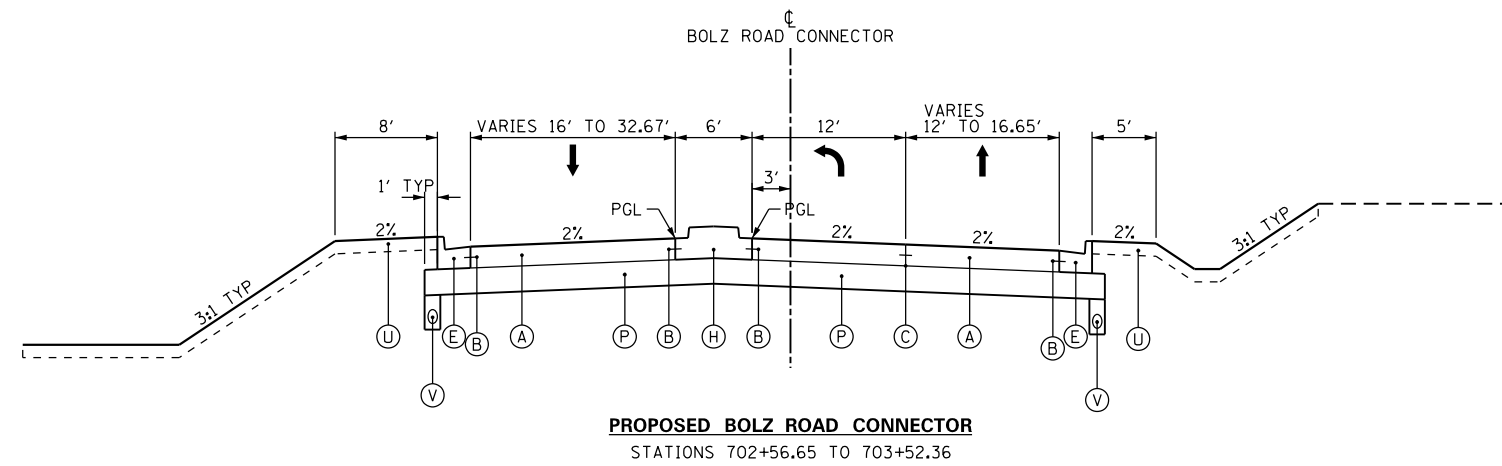 ℄
BOLZ ROAD CONNECTOR
8'
VARIES 16' TO 32.67'
6'
12'
VARIES
12' TO 16.65'
5'
1' TYP
3'
PGL
PGL
2%
2%
2%
2%
3:1 TYP
3:1 TYP
U
E
B
A
P
B
H
B
P
C
A
B
E
U
V
V
PROPOSED BOLZ ROAD CONNECTOR
STATIONS 702+56.65 TO 703+52.36